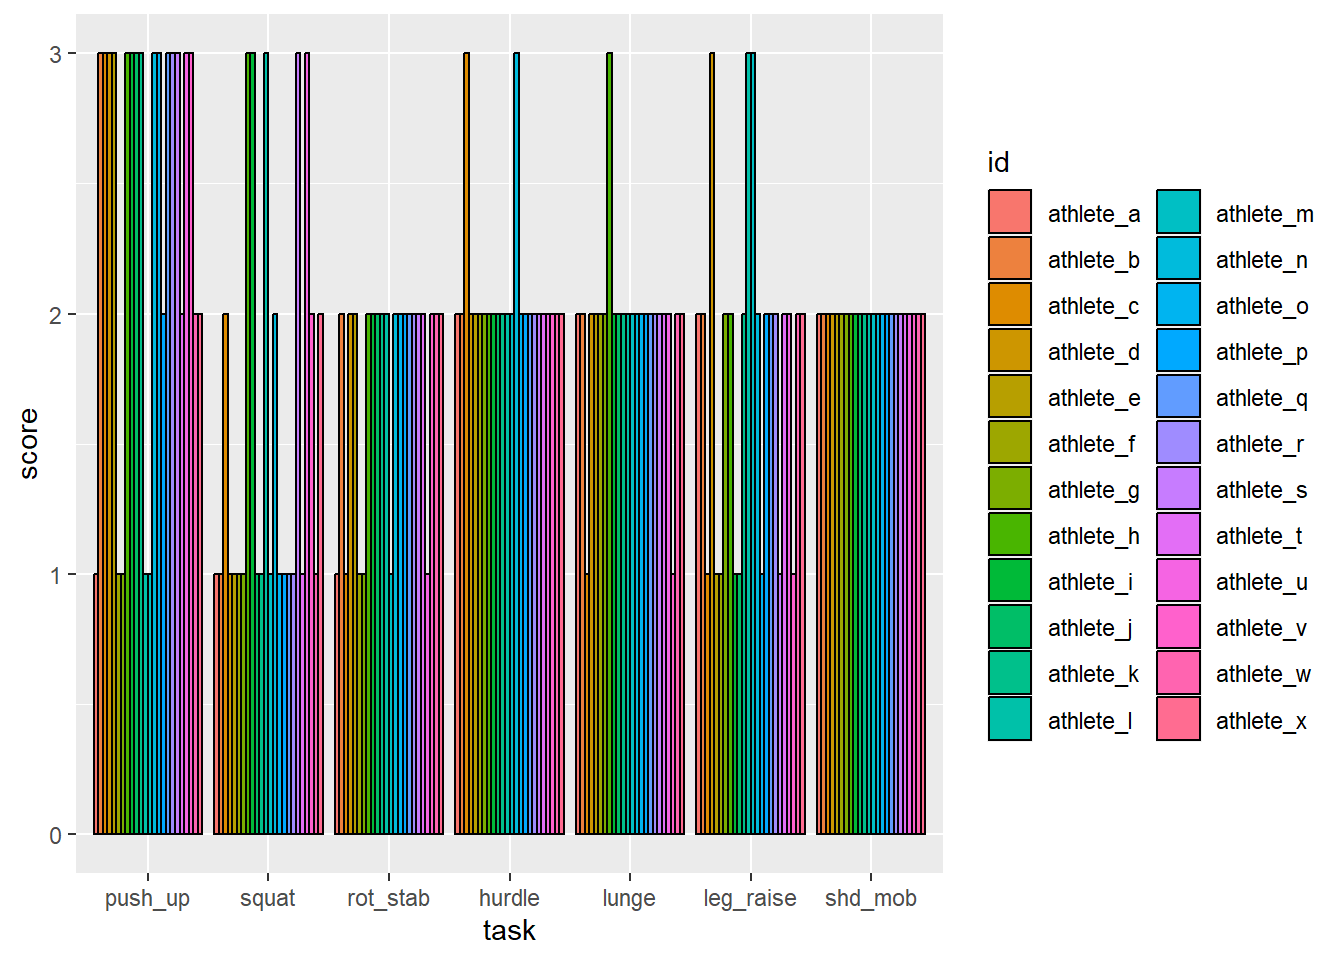 3
2
1
0
score
push_up squat rot_stab hurdle lunge leg_raise shd_mob
task
id
athlete_a athlete_m
athlete_b athlete_n
athlete_c athlete_o
athlete_d athlete_p
athlete_e athlete_q
athlete_f athlete_r
athlete_g athlete_s
athlete_h athlete_t
athlete_i athlete_u
athlete_j athlete_v
athlete_k athlete_w
athlete_l athlete_x